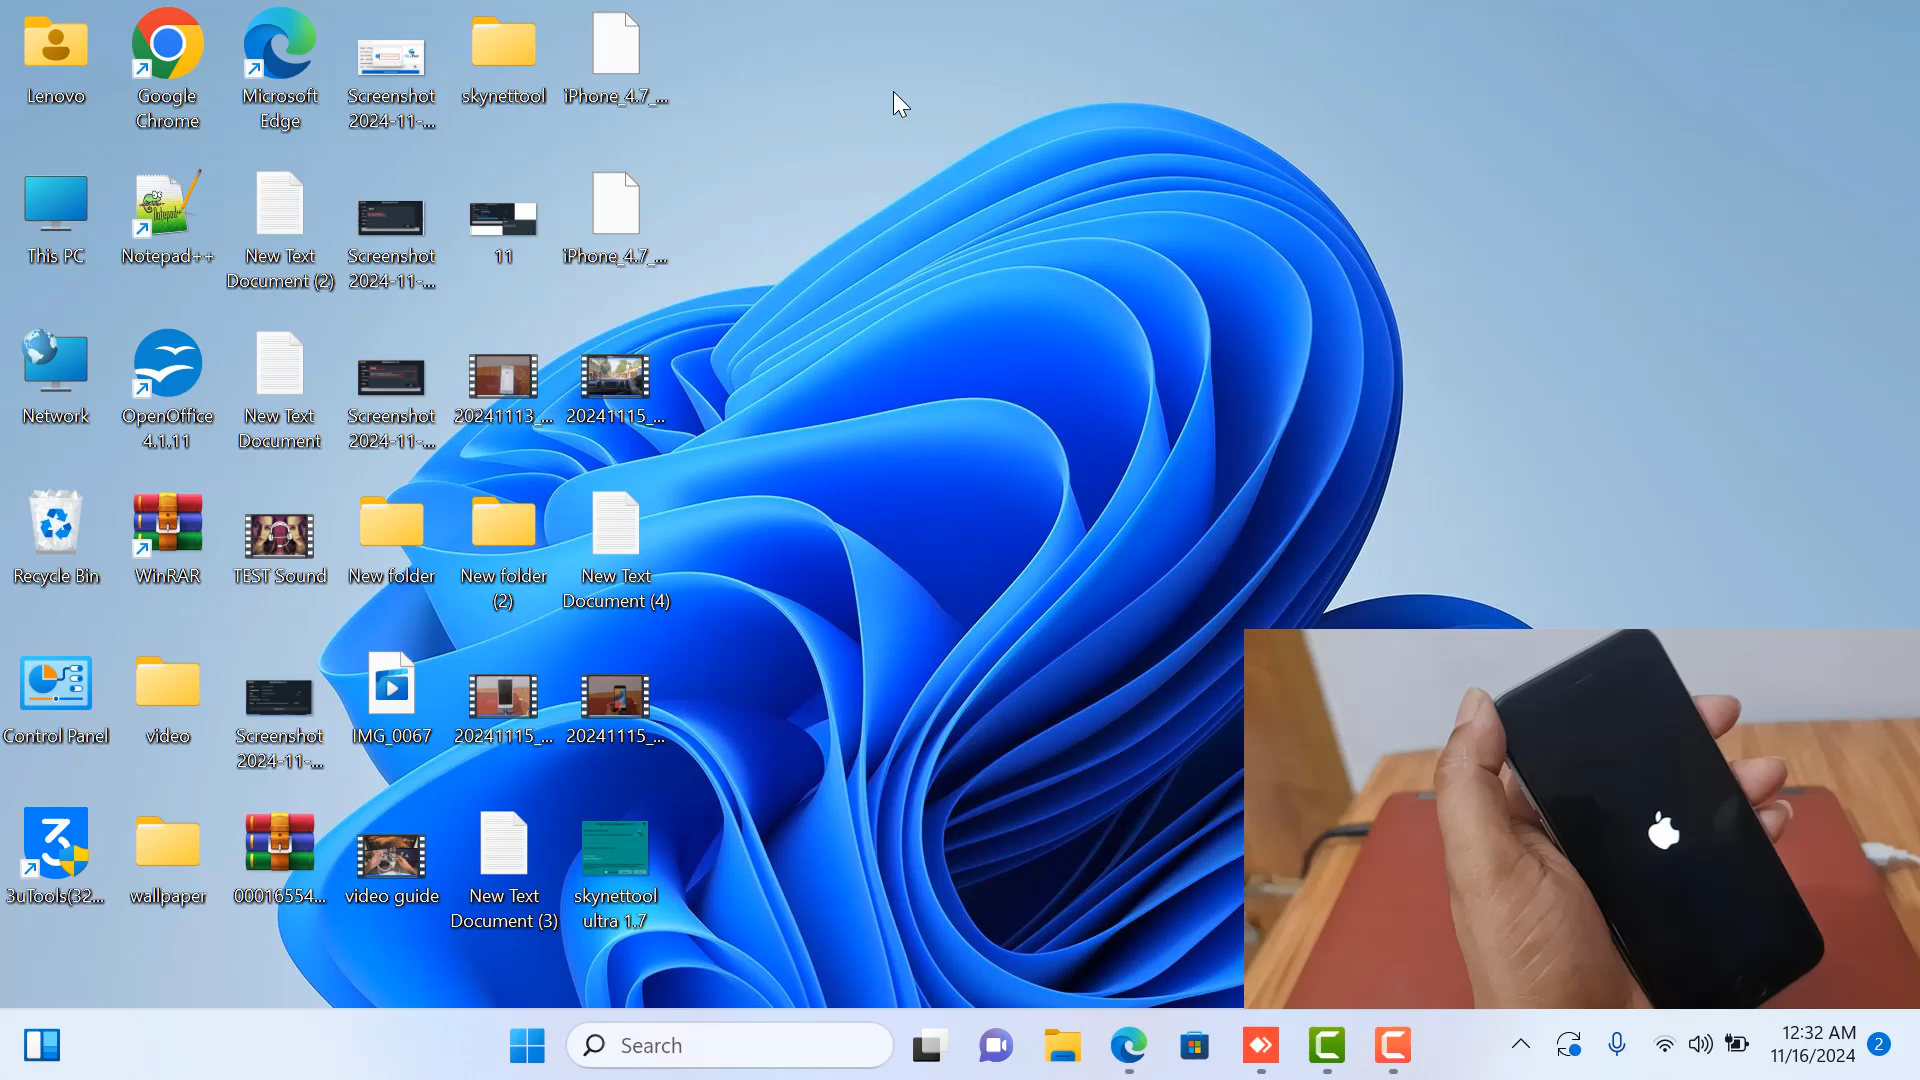 Lenovo
Google
Chrome
Microsoft
Edge
Screenshot
2024-11-...
skynettool
iPhone_4.7_...
This PC
Notepad++
New Text
Document (2)
Screenshot
2024-11-...
11
iPhone_4.7_...
Network
OpenOffice
4.1.11
New Text
Document
Screenshot
2024-11-...
20241113_...
20241115_...
Recycle Bin
WinRAR
TEST Sound
New folder
New folder
(2)
New Text
Document (4)
Control Panel
video
Screenshot
2024-11-...
IMG_0067
20241115_...
20241115_...
3uTools(32...
wallpaper
00016554...
video guide
New Text
Document (3)
skynettool
ultra 1.7
Search
12:32 AM
11/16/2024
2